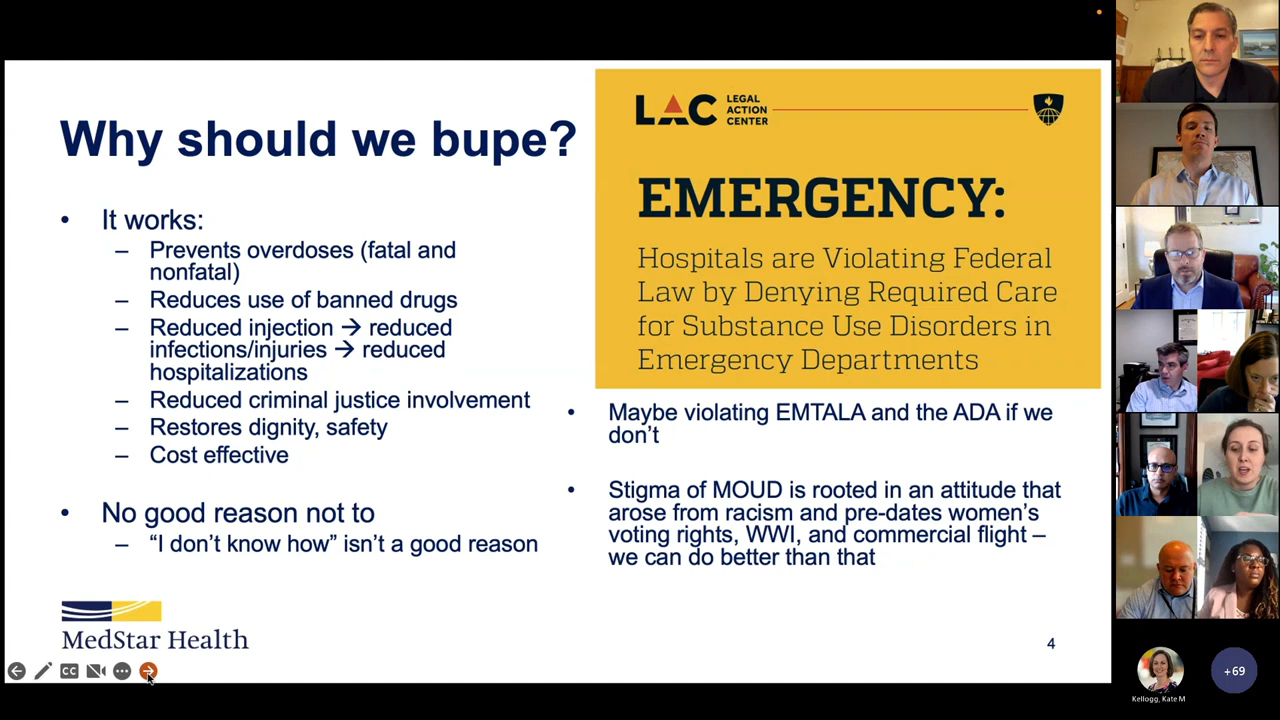 Why should we bupe?
• It works:
– Prevents overdoses (fatal and
nonfatal)
– Reduces use of banned drugs
– Reduced injection → reduced
infections/injuries → reduced
hospitalizations
– Reduced criminal justice involvement
– Restores dignity, safety
– Cost effective
• No good reason not to
– “I don’t know how” isn’t a good reason
LAC
LEGAL
ACTION
CENTER
EMERGENCY:
Hospitals are Violating Federal
Law by Denying Required Care
for Substance Use Disorders in
Emergency Departments
• Maybe violating EMTALA and the ADA if we
don’t
• Stigma of MOUD is rooted in an attitude that
arose from racism and pre-dates women’s
voting rights, WWI, and commercial flight –
we can do better than that
MedStar Health
4
CC
Kellogg, Kate M
+69